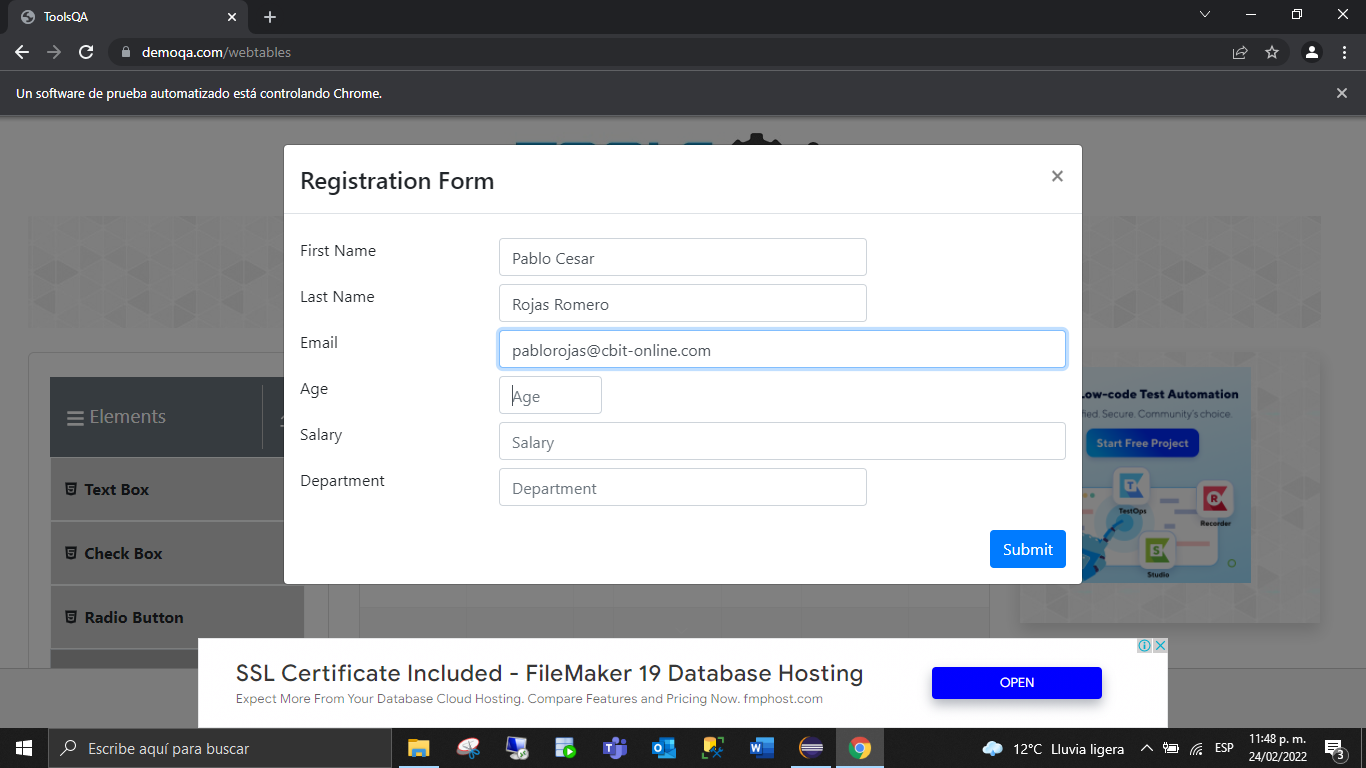 ToolsQA
demoqa.com/webtables
Un software de prueba automatizado está controlando Chrome.
Registration Form
First Name
Pablo Cesar
Last Name
Rojas Romero
Email
pablorojas@cbit-online.com
Age
Age
Salary
Salary
Department
Department
Submit
Elements
Text Box
Check Box
Radio Button
Low-code Test Automation
Secure. Community's choice.
Start Free Project
TestOps
Recorder
Studio
SSL Certificate Included - FileMaker 19 Database Hosting
Expect More From Your Database Cloud Hosting. Compare Features and Pricing Now. fmphost.com
OPEN
Escribe aquí para buscar
12°C Lluvia ligera
ESP
11:48 p. m.
24/02/2022
3